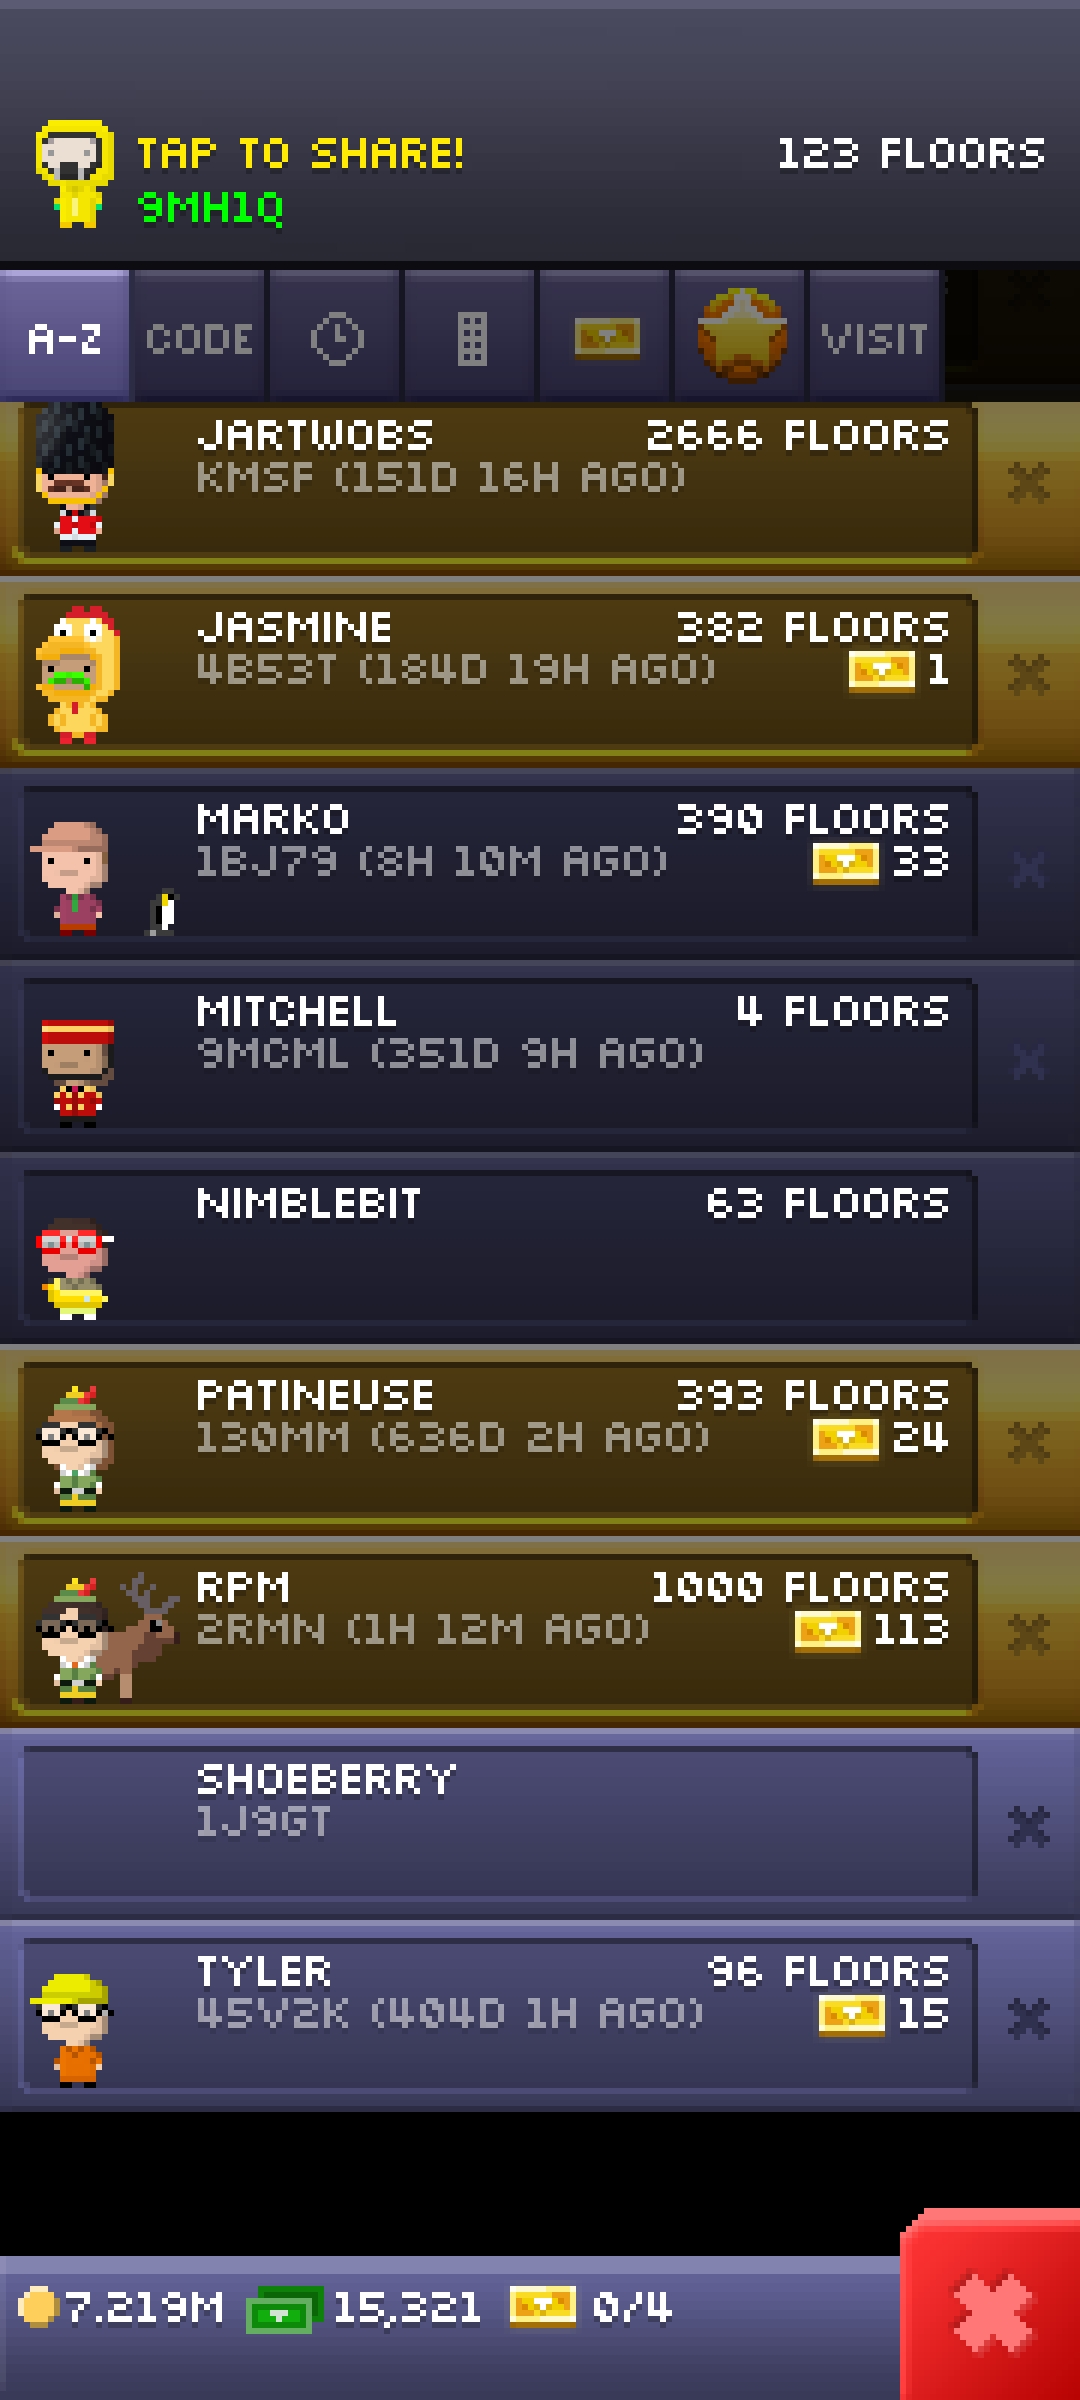 TAP TO SHARE!
123 FLOORS
9MH1Q
A-Z CODE VISIT
JARTWOBS 2666 FLOORS
KMSF (151D 16H AGO)
JASMINE 382 FLOORS
4B53T (184D 19H AGO) 1
MARKO 390 FLOORS
1BJ79 (8H 10M AGO) 33
MITCHELL 4 FLOORS
9MCML (351D 9H AGO)
NIMBLEBIT 63 FLOORS
PATINEUSE 393 FLOORS
130MM (636D 2H AGO) 24
RPM 1000 FLOORS
2RMN (1H 12M AGO) 113
SHOEBERRY
1J9GT
TYLER 96 FLOORS
45V2K (404D 1H AGO) 15
7.219M 15,321 0/4